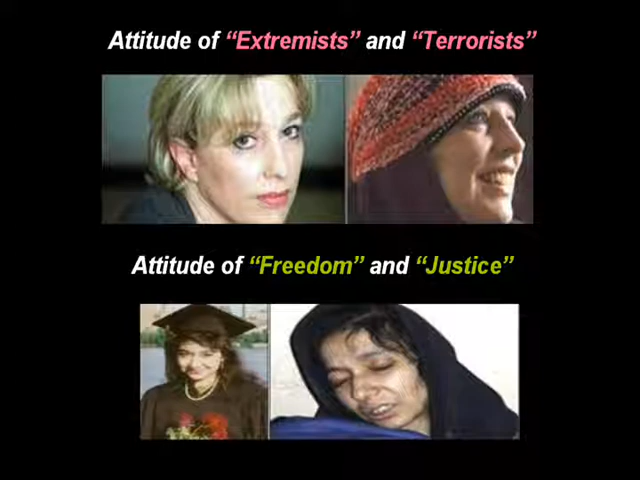 Attitude of “Extremists” and “Terrorists”
Attitude of “Freedom” and “Justice”